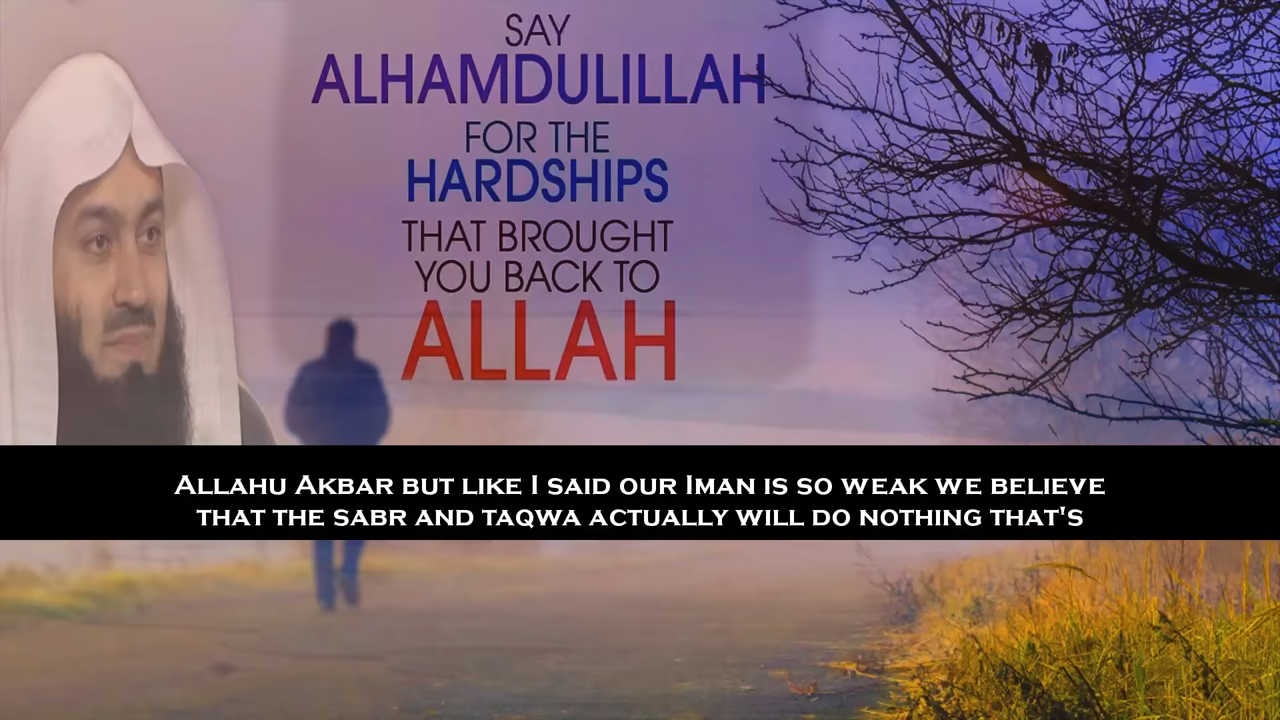 SAY
ALHAMDULILLAH
FOR THE
HARDSHIPS
THAT BROUGHT
YOU BACK TO
ALLAH
ALLAHU AKBAR BUT LIKE I SAID OUR IMAN IS SO WEAK WE BELIEVE
THAT THE SABR AND TAQWA ACTUALLY WILL DO NOTHING THAT'S